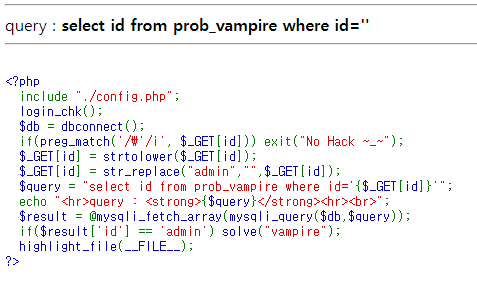 query : select id from prob_vampire where id=''
<?php
include "./config.php";
login_chk();
$db = dbconnect();
if(preg_match('/₩'/i', $_GET[id])) exit("No Hack ~_~");
$_GET[id] = strtolower($_GET[id]);
$_GET[id] = str_replace("admin","",$_GET[id]);
$query = "select id from prob_vampire where id='{$_GET[id]}'";
echo "<hr>query : <strong>{$query}</strong><hr><br>";
$result = @mysqli_fetch_array(mysqli_query($db,$query));
if($result['id'] == 'admin') solve("vampire");
highlight_file(__FILE__);
?>